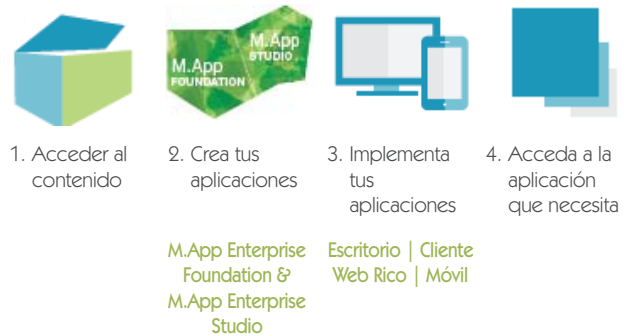 M.App
FOUNDATION
M.App
STUDIO
1. Acceder al
contenido
2. Crea tus
aplicaciones
3. Implementa
tus
aplicaciones
4. Acceda a la
aplicación
que necesita
M.App Enterprise
Foundation &
M.App Enterprise
Studio
Escritorio | Cliente
Web Rico | Móvil